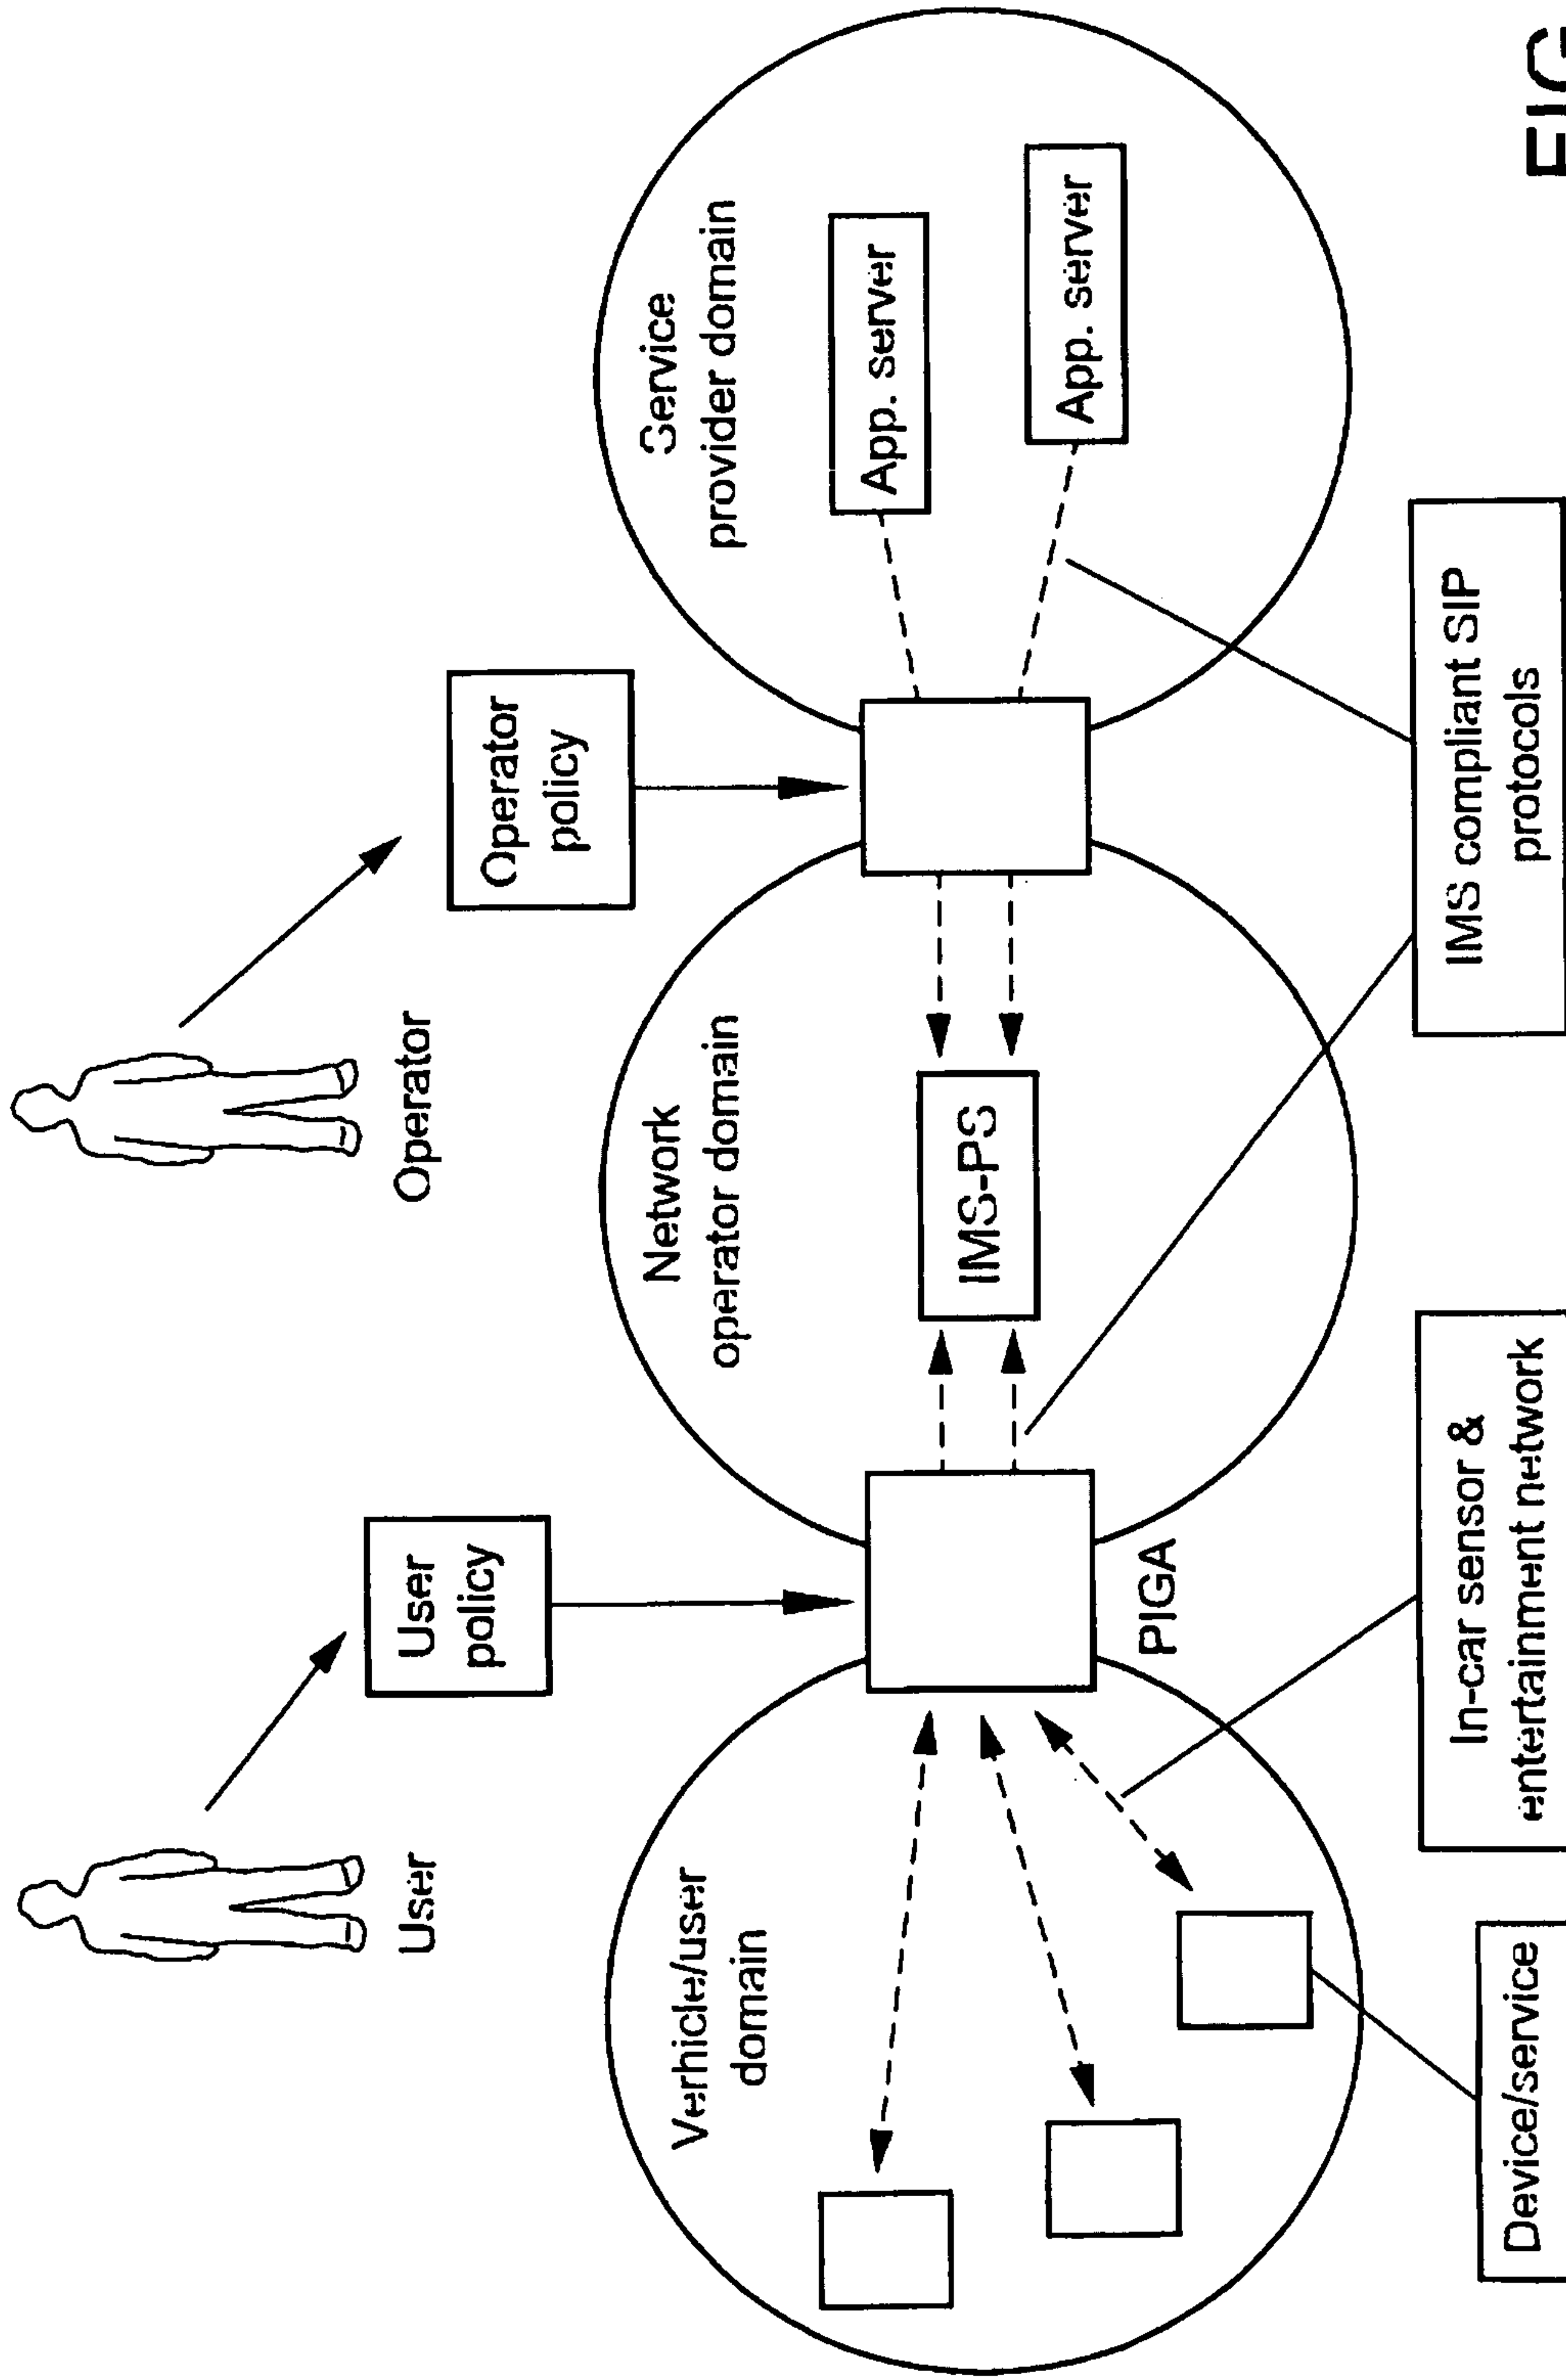 User
Operator
User
policy
Operator
policy
Verhicle/user
domain
Network
operator domain
Service
provider domain
IMS-PS
App. server
App. server
PIGA
Device/service
In-car sensor &
entertainment network
IMS compliant SIP
protocols
FIG